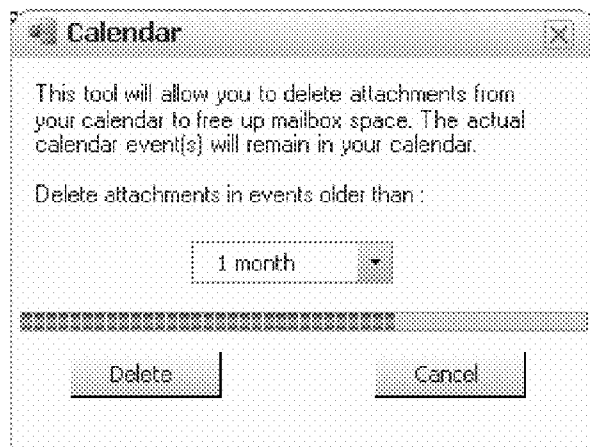 Calendar
This tool will allow you to delete attachments from
your calendar to free up mailbox space. The actual
calendar event(s) will remain in your calendar.
Delete attachments in events older than :
1 month
Delete
Cancel